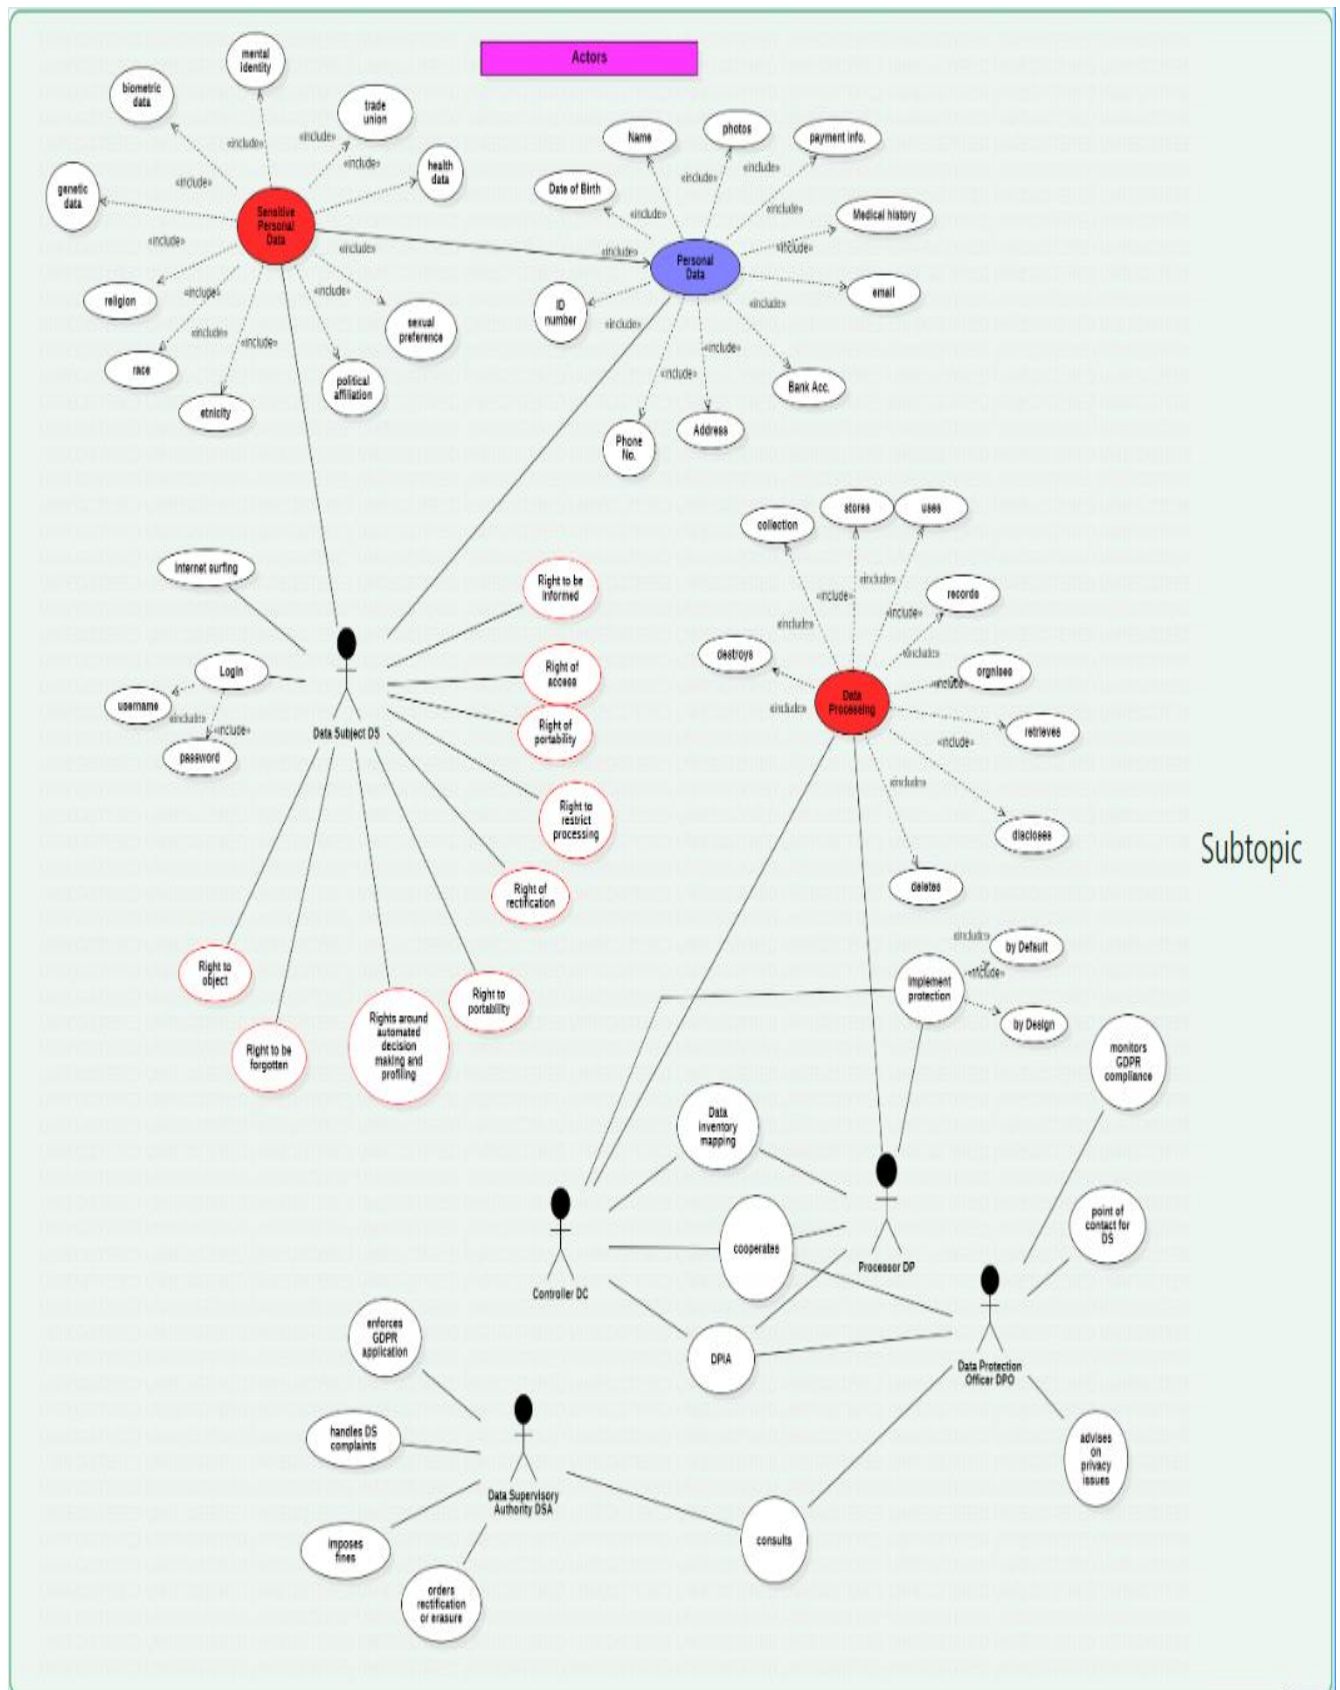 Actors
mental
identity
biometric
data
trade
union
health
data
genetic
data
Sensitive
Personal
Data
religion
race
etnicity
political
affiliation
sexual
preference
«include»
«include»
«include»
«include»
«include»
«include»
«include»
«include»
«include»
«include»
Name
photos
payment info.
Date of Birth
Medical history
Personal
Data
email
ID
number
Bank Acc.
Address
Phone
No.
«include»
«include»
«include»
«include»
«include»
«include»
«include»
«include»
«include»
«include»
collection
stores
uses
records
destroys
orgnises
Data
Processing
retrieves
discloses
deletes
«include»
«include»
«include»
«include»
«include»
«include»
«include»
«include»
«include»
Internet surfing
Login
username
password
«include»
«include»
Data Subject DS
Right to be
informed
Right of
access
Right of
portability
Right to
restrict
processing
Right of
rectification
Right to
portability
Rights around
automated
decision
making and
profiling
Right to be
forgotten
Right to
object
Subtopic
implement
protection
«include»
«include»
by Default
by Design
monitors
GDPR
compliance
Data
inventory
mapping
point of
contact for
DS
cooperates
Processor DP
Controller DC
DPIA
Data Protection
Officer DPO
enforces
GDPR
application
handles DS
complaints
Data Supervisory
Authority DSA
imposes
fines
orders
rectification
or erasure
consults
advises
on
privacy
issues